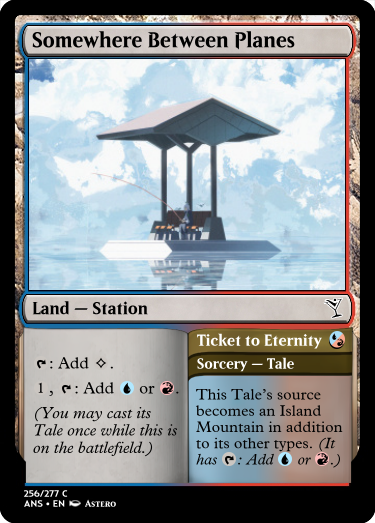 Somewhere Between Planes
Land — Station
: Add .
1 , : Add or .
(You may cast its
Tale once while this is
on the battlefield.)
Ticket to Eternity
Sorcery — Tale
This Tale's source
becomes an Island
Mountain in addition
to its other types. (It
has : Add or .)
256/277 C
ANS • EN Astero